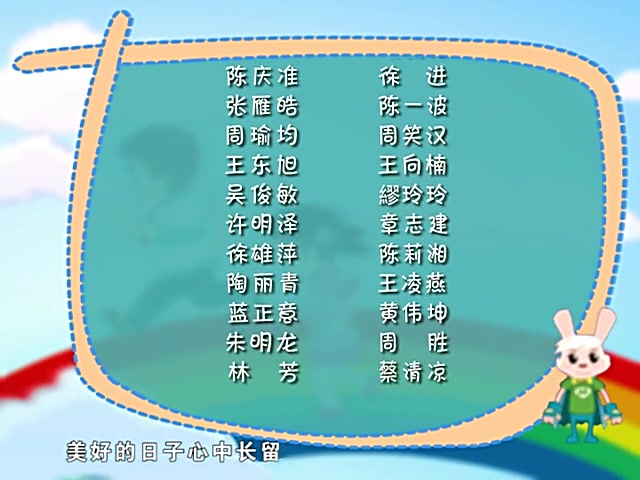 陈庆准 徐 进
张雁皓 陈一波
周瑜均 周笑汉
王东旭 王向楠
吴俊敏 繆玲玲
许明泽 章志建
徐雄萍 陈莉湘
陶丽青 王凌燕
蓝正意 黄伟坤
朱明龙 周 胜
林 芳 蔡清凉
美好的日子心中长留